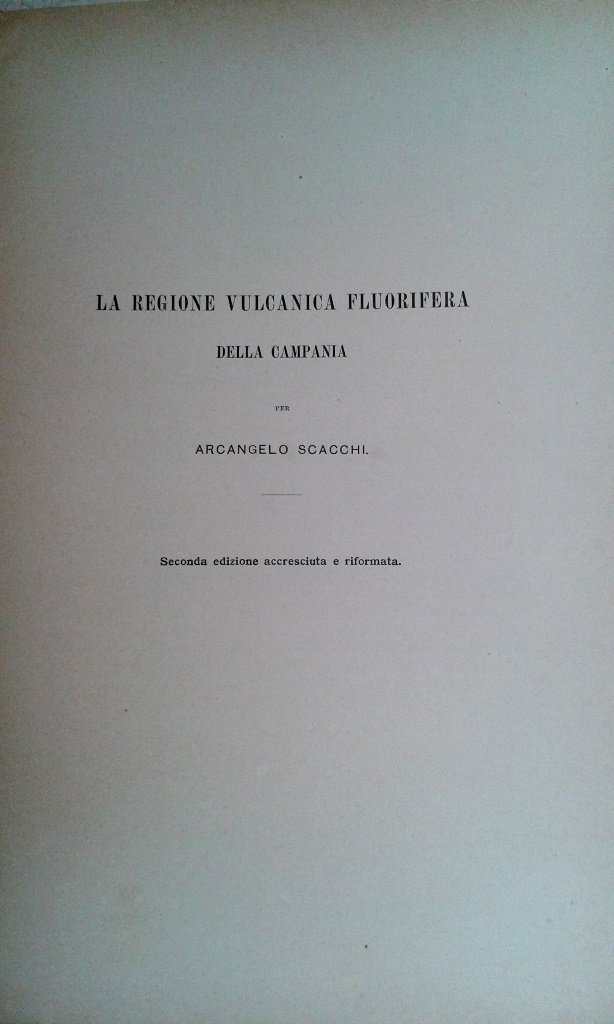 LA REGIONE VULCANICA FLUORIFERA
DELLA CAMPANIA
PER
ARCANGELO SCACCHI.
Seconda edizione accresciuta e riformata.